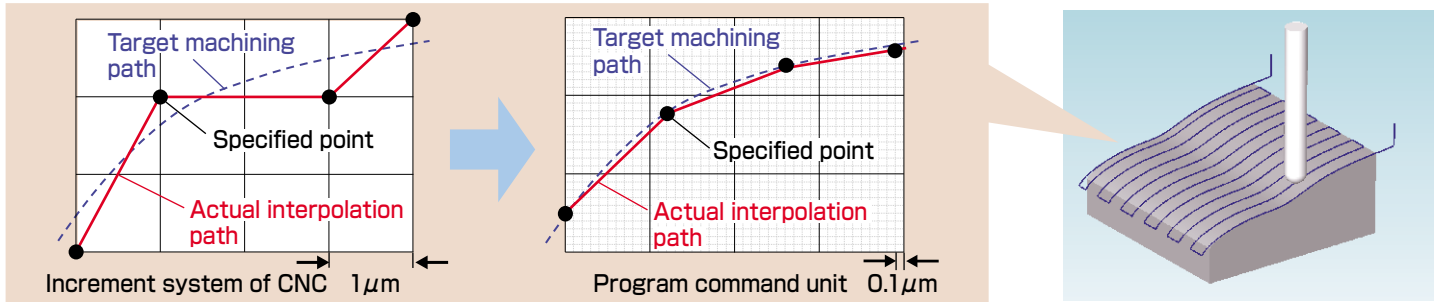 Target machining
path
Specified point
Actual interpolation
path
Increment system of CNC 1μm
Target machining
path
Specified point
Actual interpolation
path
Program command unit 0.1μm